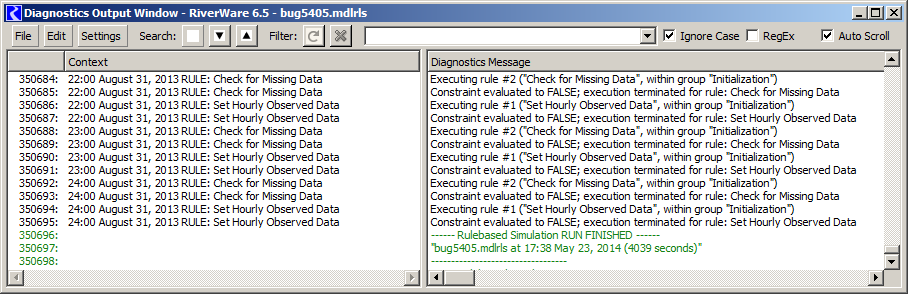 Diagnostics Output Window - RiverWare 6.5 - bug5405.mdlrls
File Edit Settings Search: Filter: Ignore Case RegEx Auto Scroll
Context Diagnostics Message
350684: 22:00 August 31, 2013 RULE: Check for Missing Data Executing rule #2 ("Check for Missing Data", within group "Initialization")
350685: 22:00 August 31, 2013 RULE: Check for Missing Data Constraint evaluated to FALSE; execution terminated for rule: Check for Missing Data
350686: 22:00 August 31, 2013 RULE: Set Hourly Observed Data Executing rule #1 ("Set Hourly Observed Data", within group "Initialization")
350687: 22:00 August 31, 2013 RULE: Set Hourly Observed Data Constraint evaluated to FALSE; execution terminated for rule: Set Hourly Observed Data
350688: 23:00 August 31, 2013 RULE: Check for Missing Data Executing rule #2 ("Check for Missing Data", within group "Initialization")
350689: 23:00 August 31, 2013 RULE: Check for Missing Data Constraint evaluated to FALSE; execution terminated for rule: Check for Missing Data
350690: 23:00 August 31, 2013 RULE: Set Hourly Observed Data Executing rule #1 ("Set Hourly Observed Data", within group "Initialization")
350691: 23:00 August 31, 2013 RULE: Set Hourly Observed Data Constraint evaluated to FALSE; execution terminated for rule: Set Hourly Observed Data
350692: 24:00 August 31, 2013 RULE: Check for Missing Data Executing rule #2 ("Check for Missing Data", within group "Initialization")
350693: 24:00 August 31, 2013 RULE: Check for Missing Data Constraint evaluated to FALSE; execution terminated for rule: Check for Missing Data
350694: 24:00 August 31, 2013 RULE: Set Hourly Observed Data Executing rule #1 ("Set Hourly Observed Data", within group "Initialization")
350695: 24:00 August 31, 2013 RULE: Set Hourly Observed Data Constraint evaluated to FALSE; execution terminated for rule: Set Hourly Observed Data
350696: ------ Rulebased Simulation RUN FINISHED ------
350697: "bug5405.mdlrls at 17:38 May 23, 2014 (4039 seconds)"
350698: -----------------------------------